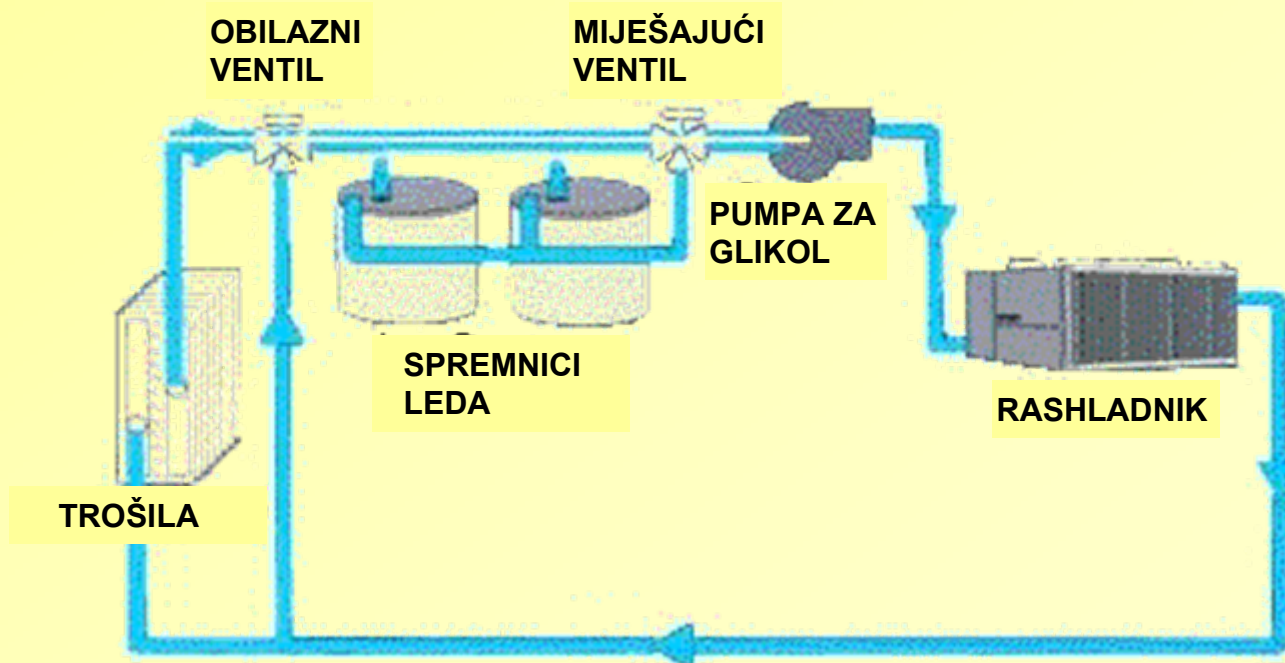 OBILAZNI
VENTIL
MIJEŠAJUĆI
VENTIL
PUMPA ZA
GLIKOL
SPREMNICI
LEDA
RASHLADNIK
TROŠILA